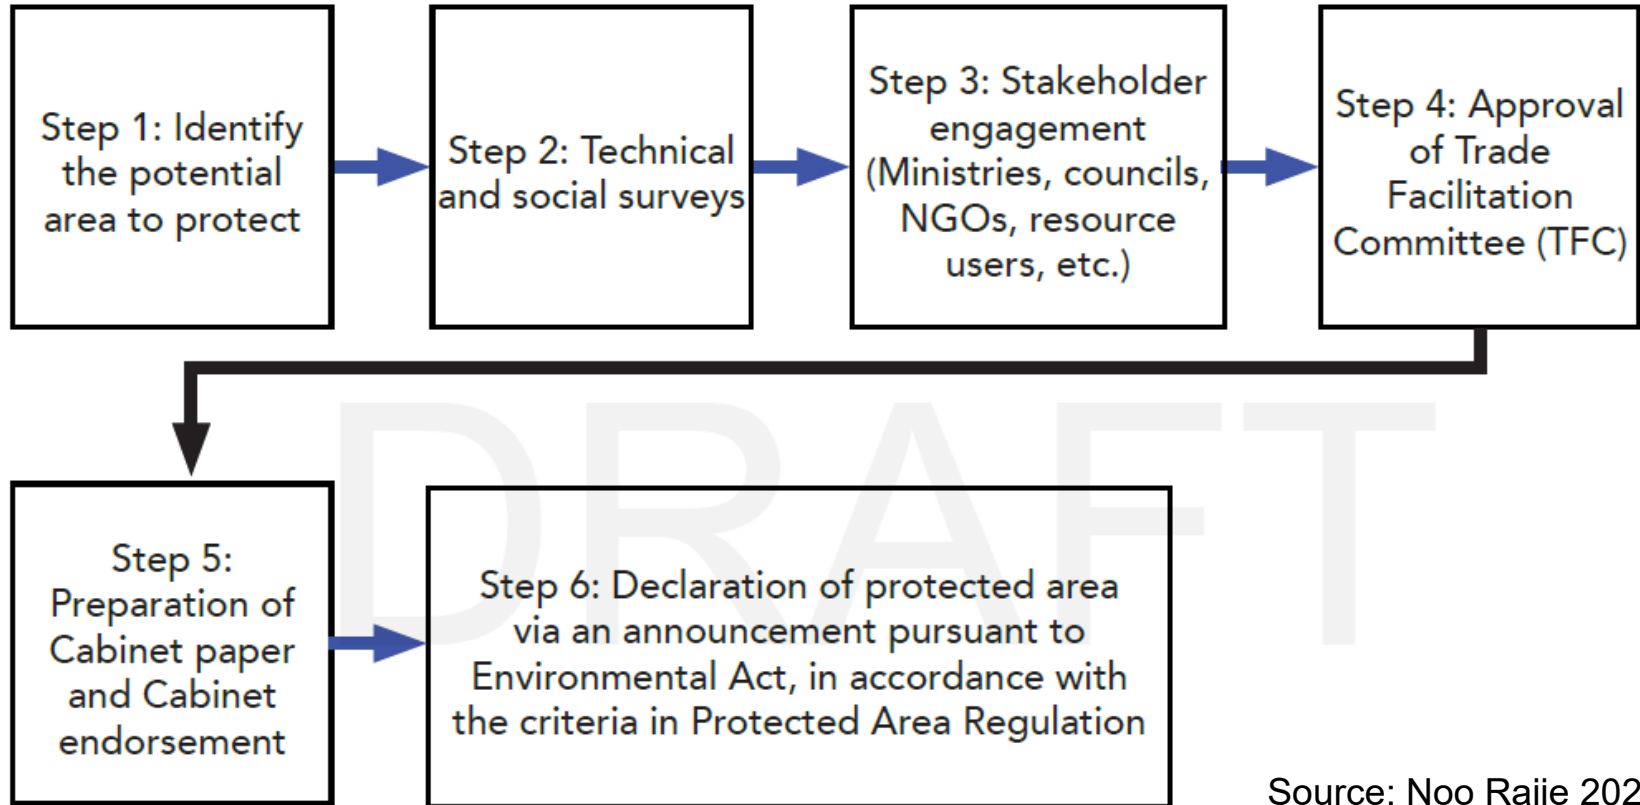 Step 1: Identify
the potential
area to protect
Step 2: Technical
and social surveys
Step 3: Stakeholder
engagement
(Ministries, councils,
NGOs, resource
users, etc.)
Step 4: Approval
of Trade
Facilitation
Committee (TFC)
DRAFT
Step 5:
Preparation of
Cabinet paper
and Cabinet
endorsement
Step 6: Declaration of protected area
via an announcement pursuant to
Environmental Act, in accordance with
the criteria in Protected Area Regulation
Source: Noo Raiie 202